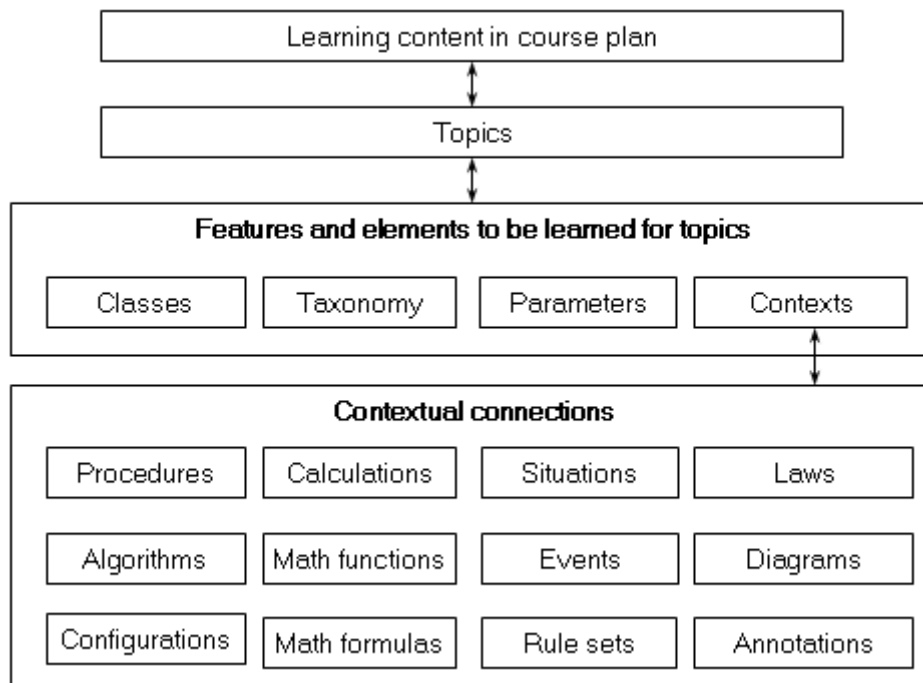 Learning content in course plan
Topics
Features and elements to be learned for topics
Classes
Taxonomy
Parameters
Contexts
Contextual connections
Procedures
Calculations
Situations
Laws
Algorithms
Math functions
Events
Diagrams
Configurations
Math formulas
Rule sets
Annotations